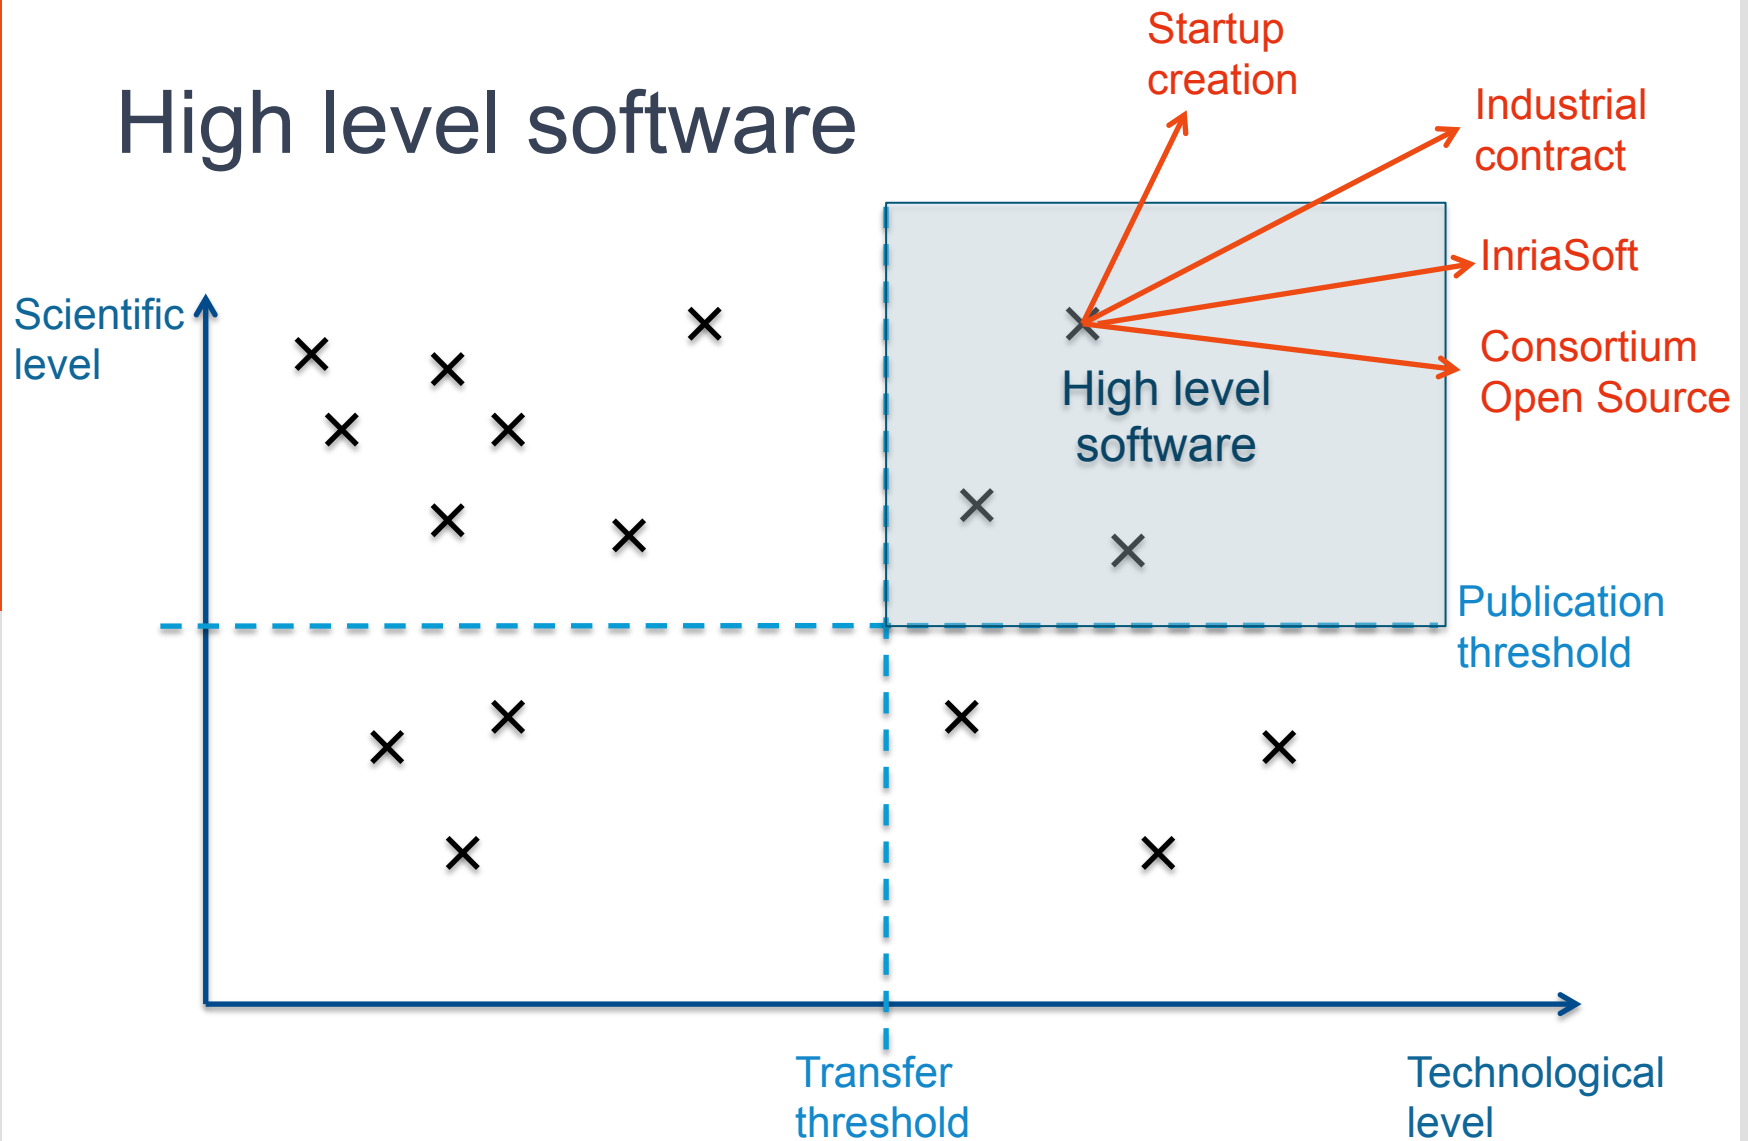 High level software
Startup
creation
Industrial
contract
InriaSoft
Consortium
Open Source
Scientific
level
High level
software
Publication
threshold
Transfer
threshold
Technological
level